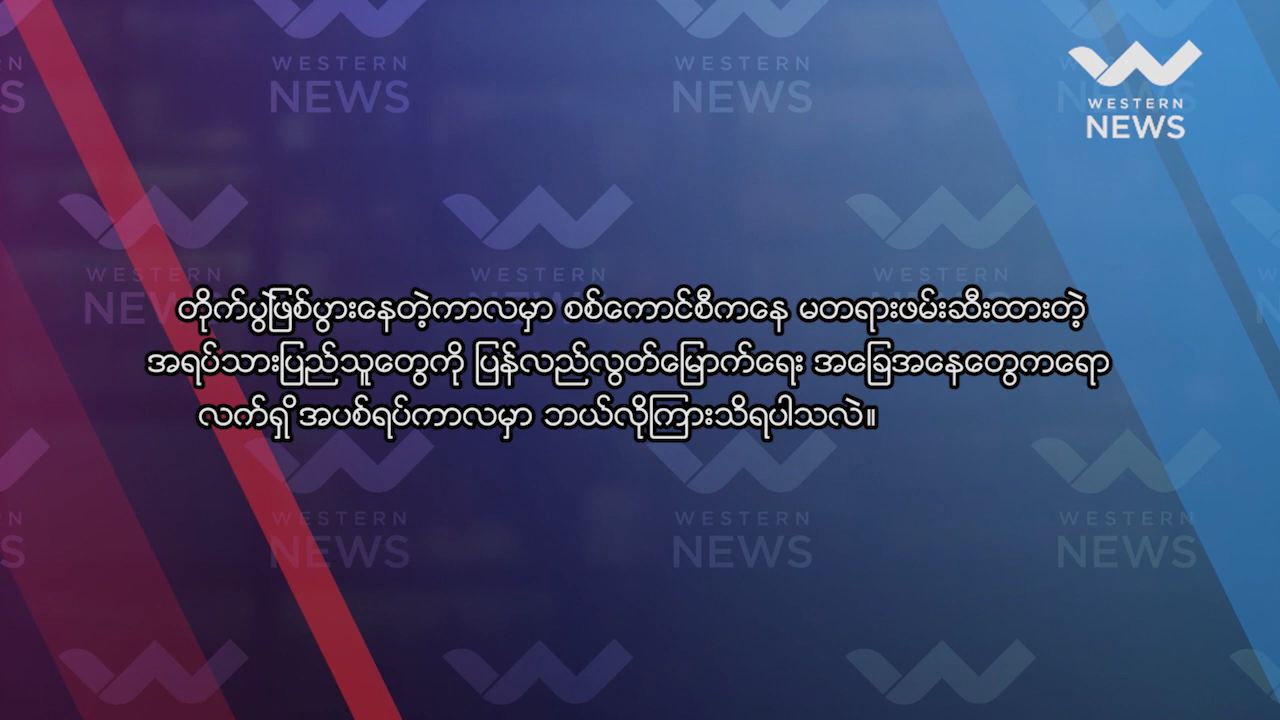 WESTERN
NEWS
တိုက်ပွဲဖြစ်ပွားနေတဲ့ကာလမှာ စစ်ကောင်စီကနေ မတရားဖမ်းဆီးထားတဲ့
အရပ်သားပြည်သူတွေကို ပြန်လည်လွတ်မြောက်ရေး အခြေအနေတွေကရော
လက်ရှိ အပစ်ရပ်ကာလမှာ ဘယ်လိုကြားသိရပါသလဲ။